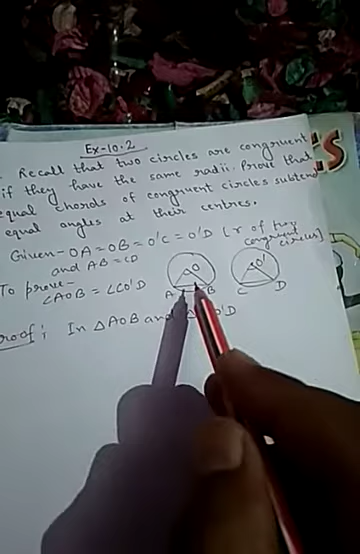 Ex-10.2
Recall that two circles are congruent
if they have the same radii. Prove that
equal chords of congruent circles subten
equal angles at their centres.
Given - OA = OB = O'C = O'D [r of two
congruent
circles]
and AB = CD
To prove -
∠AOB = ∠CO'D
O
A
B
O'
C
D
Proof: In △AOB and △ O'D
S